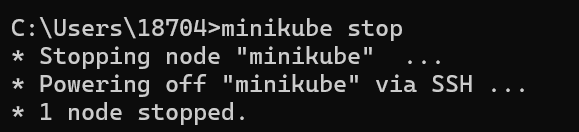 C:\Users\18704>minikube stop
* Stopping node "minikube"  ...
* Powering off "minikube" via SSH ...
* 1 node stopped.